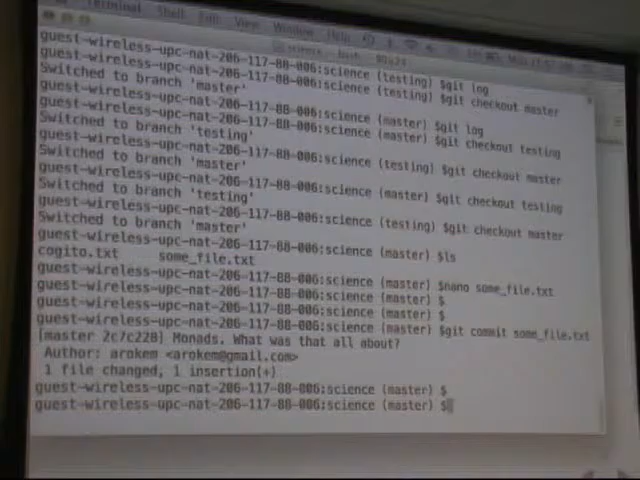 Terminal Shell Edit View Window Help
guest-wireless-upc-nat-206-117-88-006:science (testing) $git log
guest-wireless-upc-nat-206-117-88-006:science (testing) $git checkout master
Switched to branch 'master'
guest-wireless-upc-nat-206-117-88-006:science (master) $git log
guest-wireless-upc-nat-206-117-88-006:science (master) $git checkout testing
Switched to branch 'testing'
guest-wireless-upc-nat-206-117-88-006:science (testing) $git checkout master
Switched to branch 'master'
guest-wireless-upc-nat-206-117-88-006:science (master) $git checkout testing
Switched to branch 'testing'
guest-wireless-upc-nat-206-117-88-006:science (testing) $git checkout master
Switched to branch 'master'
guest-wireless-upc-nat-206-117-88-006:science (master) $ls
cogito.txt some_file.txt
guest-wireless-upc-nat-206-117-88-006:science (master) $nano some_file.txt
guest-wireless-upc-nat-206-117-88-006:science (master) $
guest-wireless-upc-nat-206-117-88-006:science (master) $
guest-wireless-upc-nat-206-117-88-006:science (master) $git commit some_file.txt
[master 2c7c228] Monads. What was that all about?
Author: arokem <arokem@gmail.com>
1 file changed, 1 insertion(+)
guest-wireless-upc-nat-206-117-88-006:science (master) $
guest-wireless-upc-nat-206-117-88-006:science (master) $